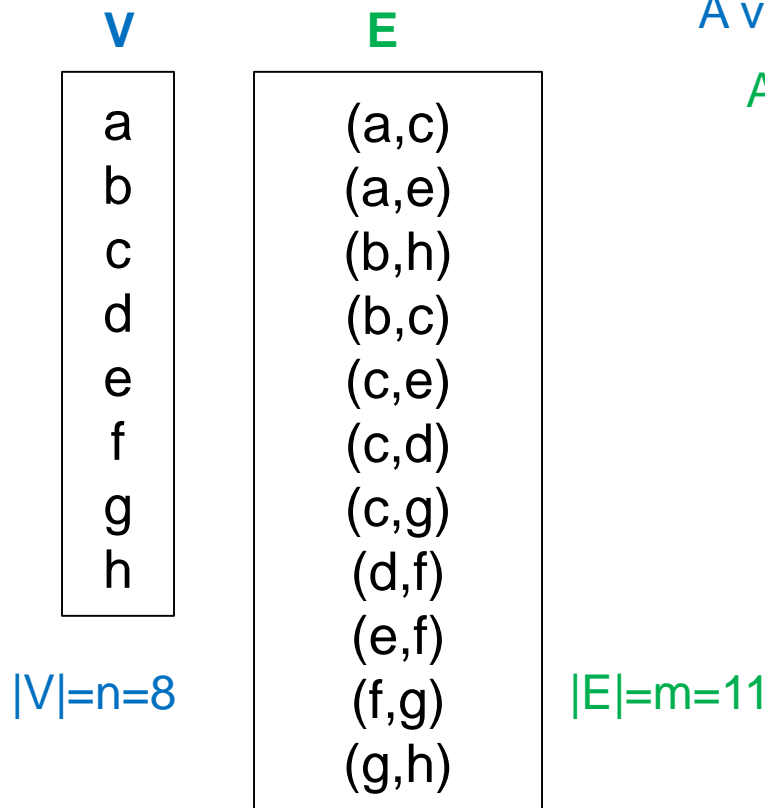 V
E
A v
A
a
b
c
d
e
f
g
h
(a,c)
(a,e)
(b,h)
(b,c)
(c,e)
(c,d)
(c,g)
(d,f)
(e,f)
(f,g)
(g,h)
|V|=n=8
|E|=m=11